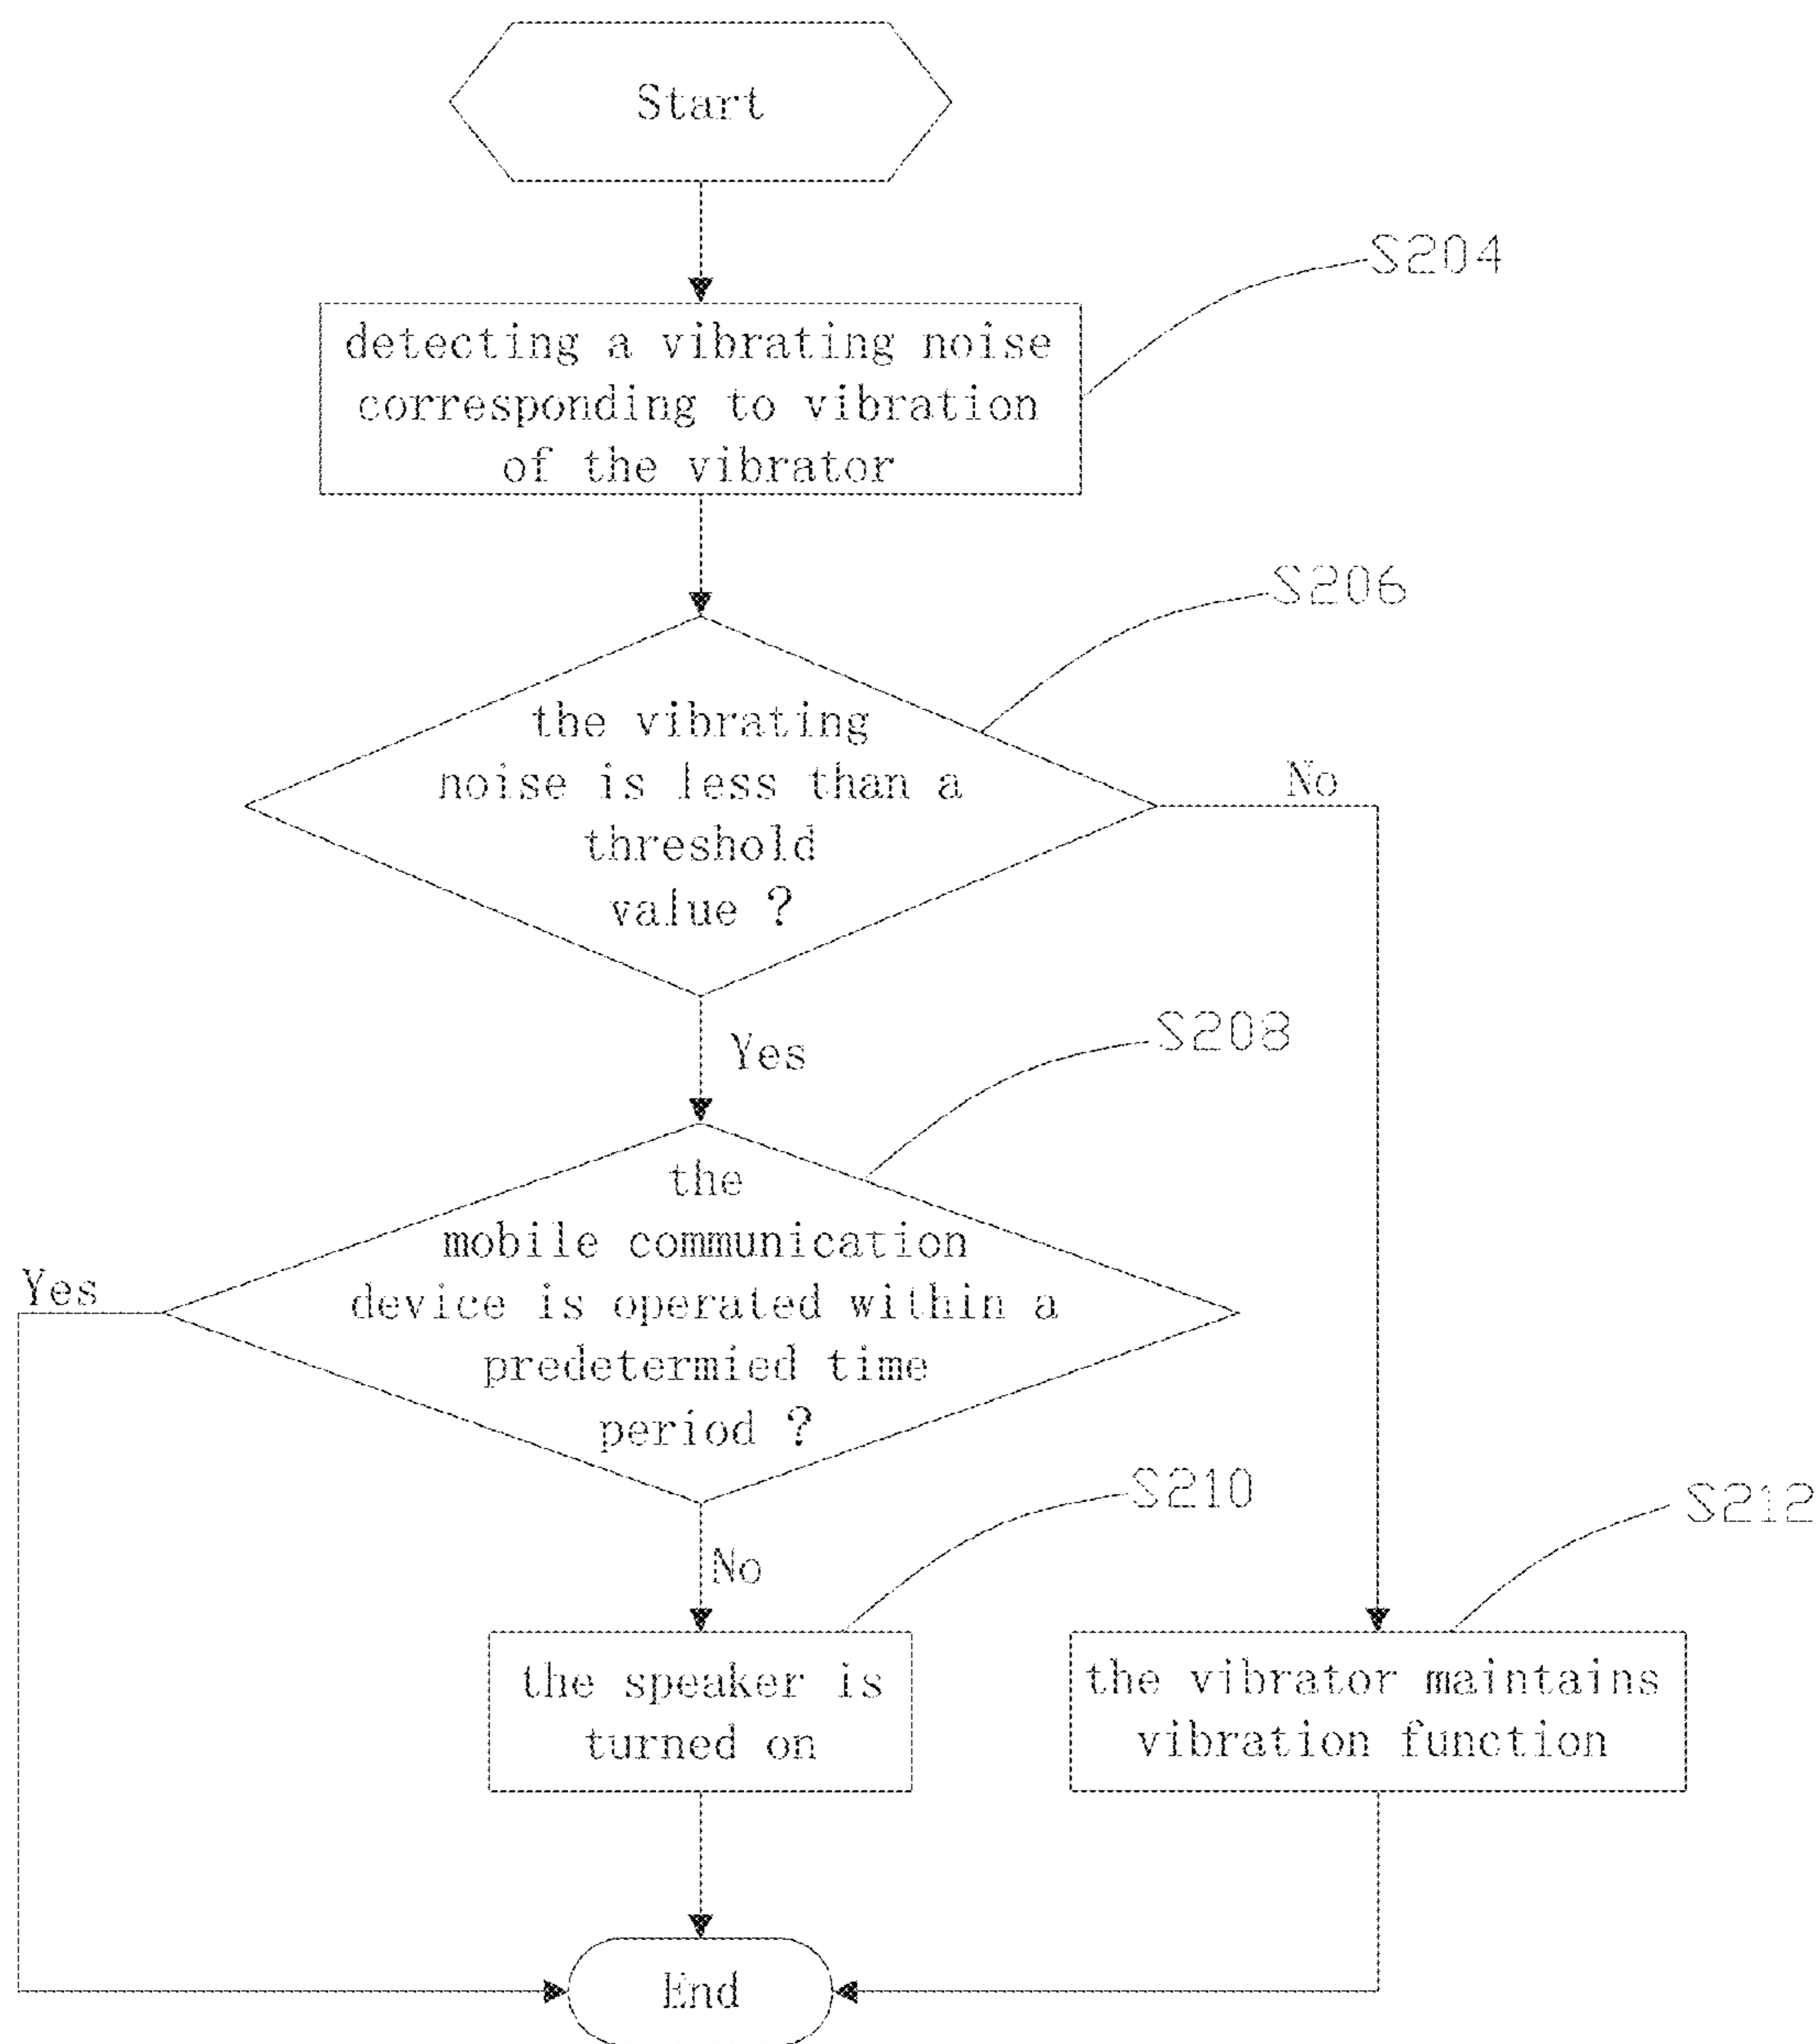 Start
S204
detecting a vibrating noise
corresponding to vibration
of the vibrator
S206
the vibrating
noise is less than a
threshold
value ?
No
Yes
S208
the
mobile communication
device is operated within a
predetermied time
period ?
Yes
No
S210
S212
the speaker is
turned on
the vibrator maintains
vibration function
End